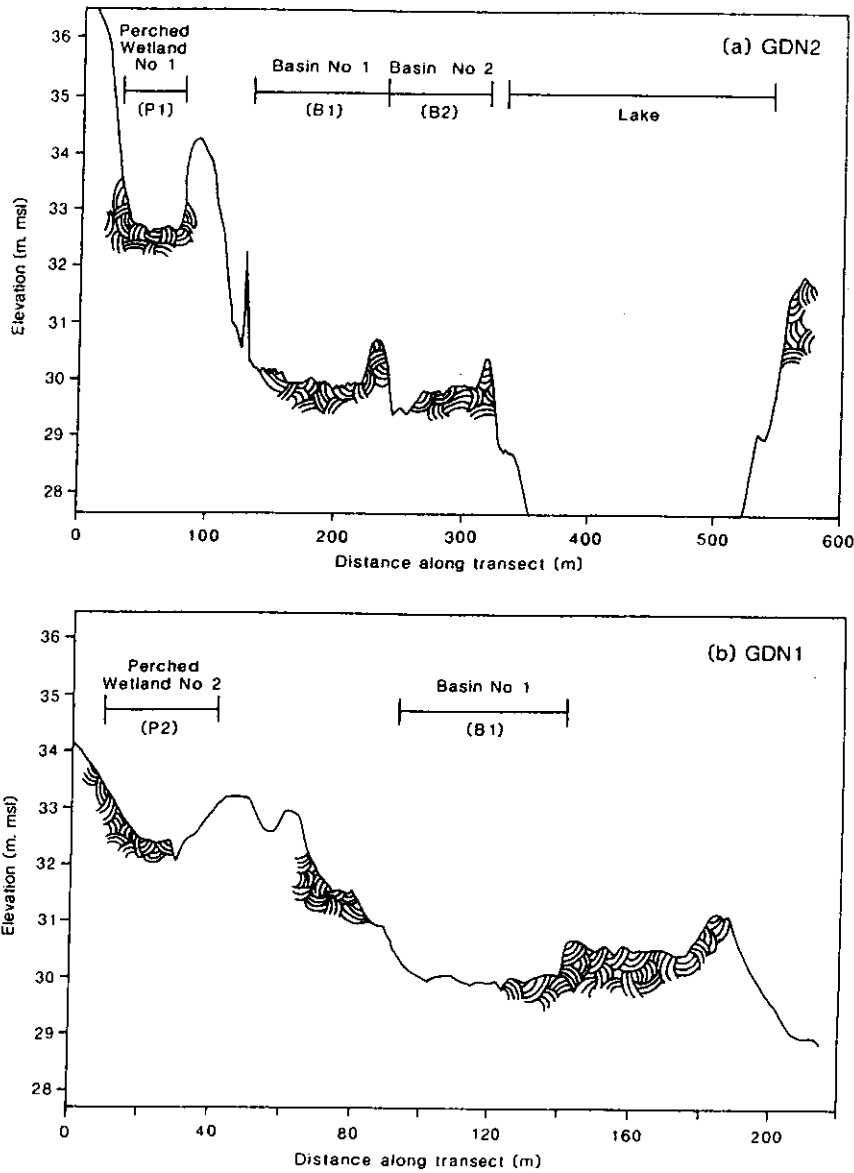 (a) GDN2
Perched
Wetland
No 1
(P1)
Basin No 1
(B1)
Basin No 2
(B2)
Lake
Elevation (m. msl)
36
35
34
33
32
31
30
29
28
0 100 200 300 400 500 600
Distance along transect (m)
(b) GDN1
Perched
Wetland No 2
(P2)
Basin No 1
(B1)
Elevation (m. msl)
36
35
34
33
32
31
30
29
28
0 40 80 120 160 200
Distance along transect (m)